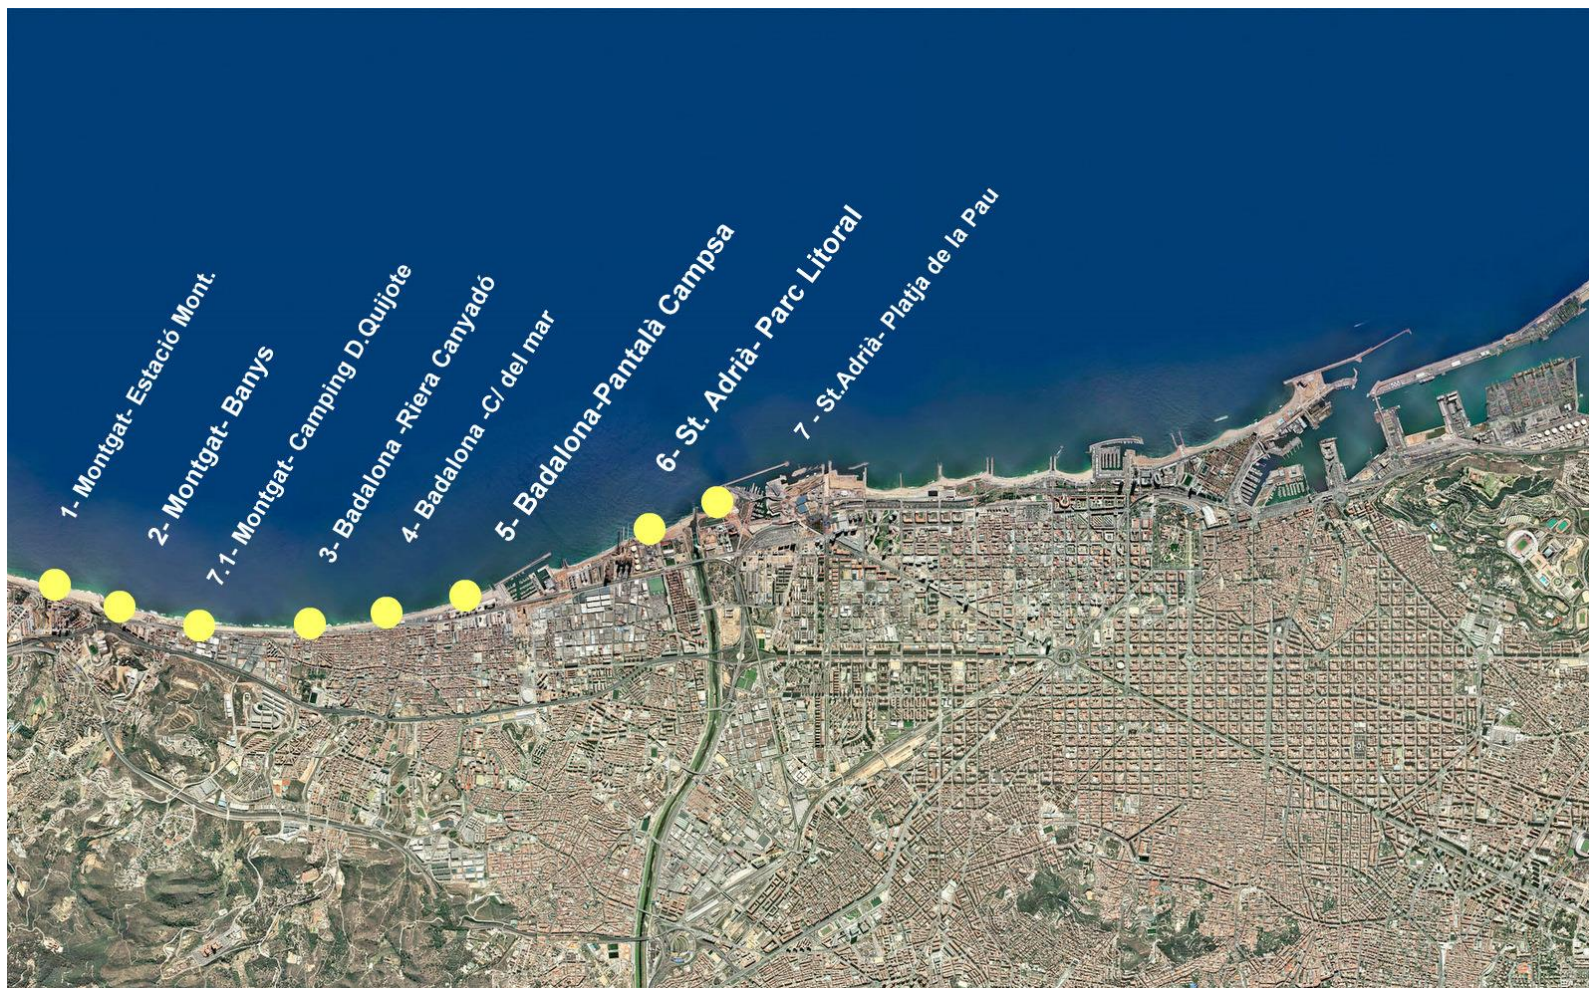 1- Montgat- Estació Mont.
2- Montgat- Banys
7.1- Montgat- Camping D.Quijote
3- Badalona -Riera Canyadó
4- Badalona -C/ del mar
5- Badalona-Pantalà Campsa
6- St. Adrià- Parc Litoral
7 - St.Adrià- Platja de la Pau